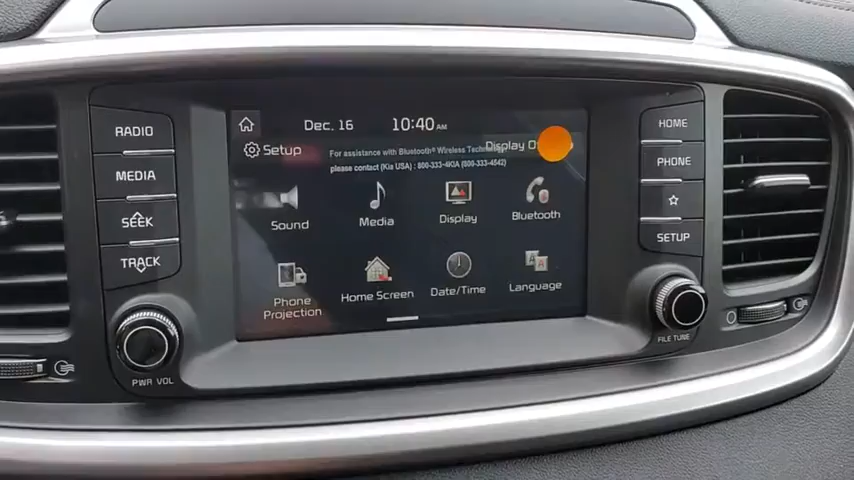 RADIO
MEDIA
SEEK
TRACK
PWR VOL
Dec. 16
10:40 AM
Setup
Display O
For assistance with Bluetooth® Wireless Technology
please contact (Kia USA) : 800-333-4KIA (800-333-4542)
Sound
Media
Display
Bluetooth
Phone
Projection
Home Screen
Date/Time
Language
HOME
PHONE
SETUP
FILE TUNE